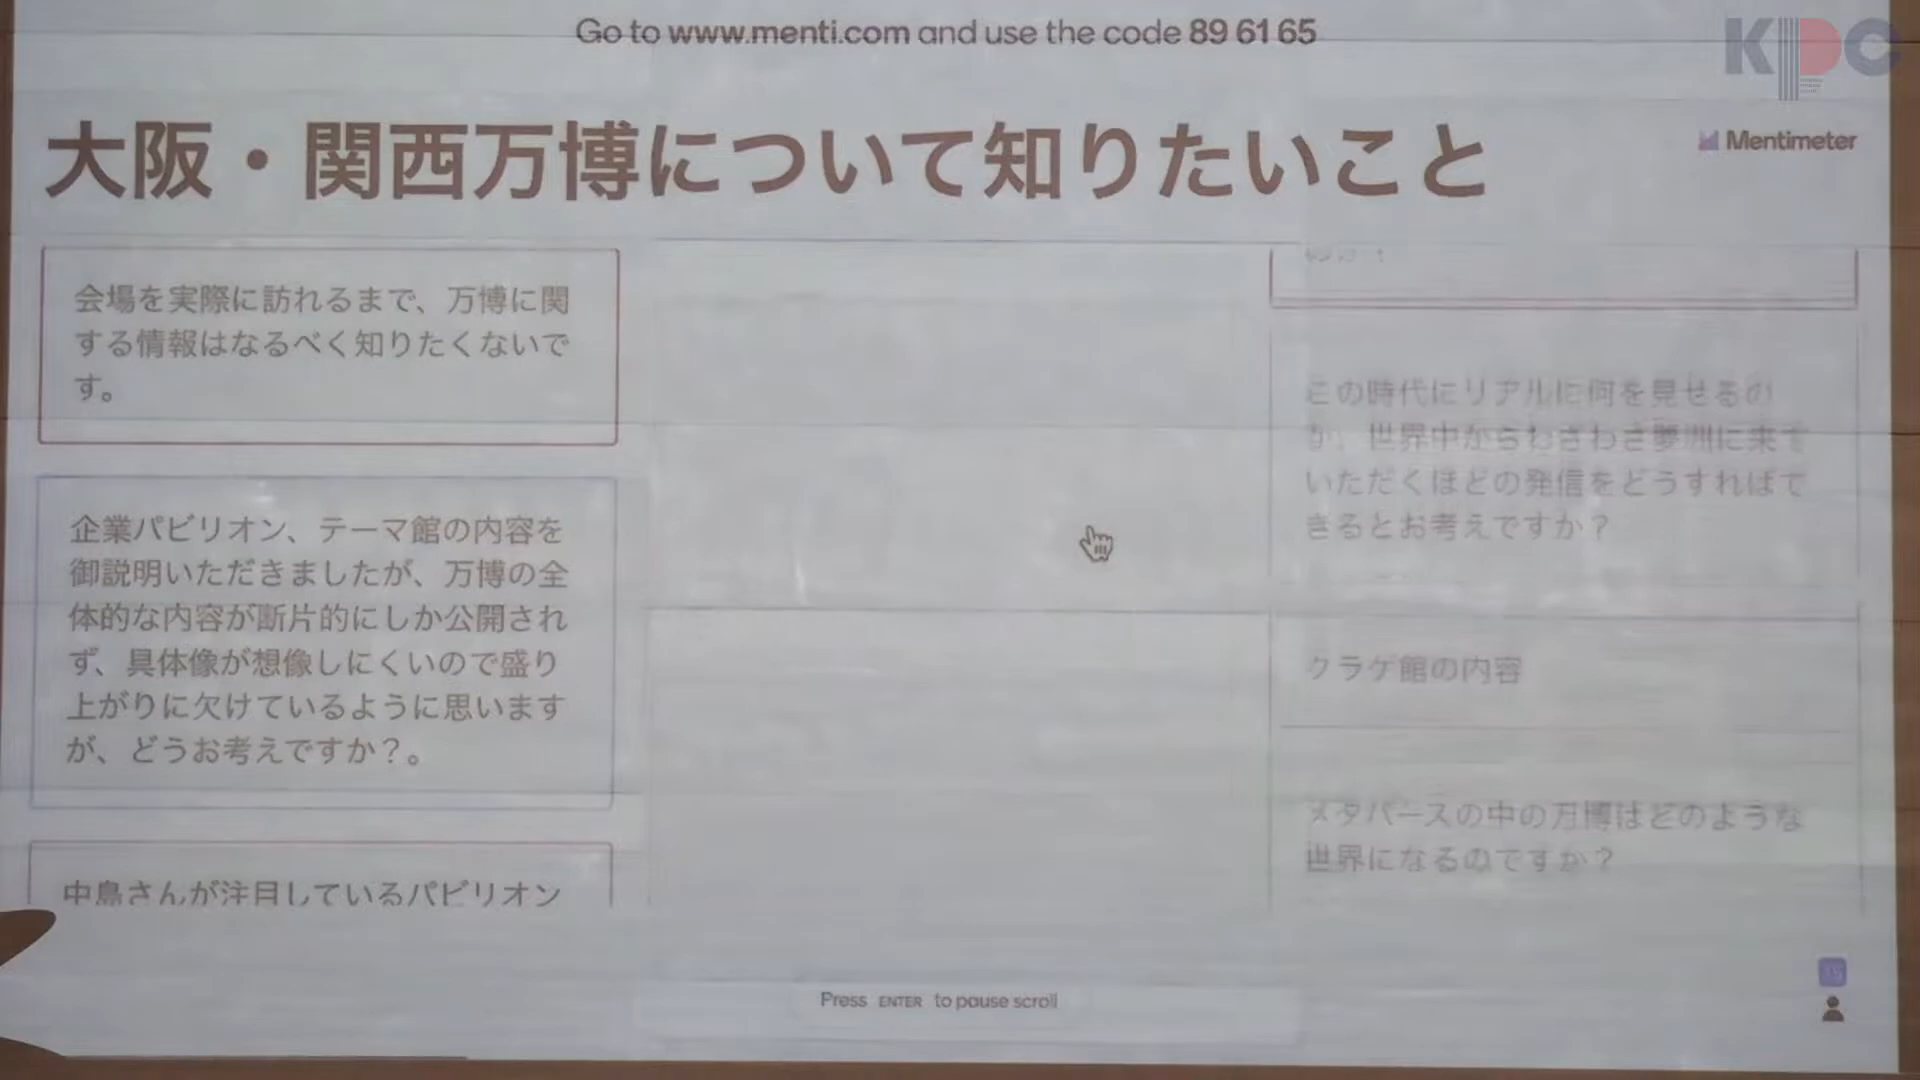 Go to www.menti.com and use the code 89 61 65
KPC
大阪・関西万博について知りたいこと
Mentimeter
会場を実際に訪れるまで、万博に関
する情報はなるべく知りたくないで
す。
企業パビリオン、テーマ館の内容を
御説明いただきましたが、万博の全
体的な内容が断片的にしか公開され
ず、具体像が想像しにくいので盛り
上がりに欠けているように思います
が、どうお考えですか？。
中島さんが注目しているパビリオン
この時代にリアルに何を見せるの
か、世界中からわざわざ夢洲に来て
いただくほどの発信をどうすればで
きるとお考えですか？
クラゲ館の内容
メタバースの中の万博はどのような
世界になるのですか？
Press ENTER to pause scroll